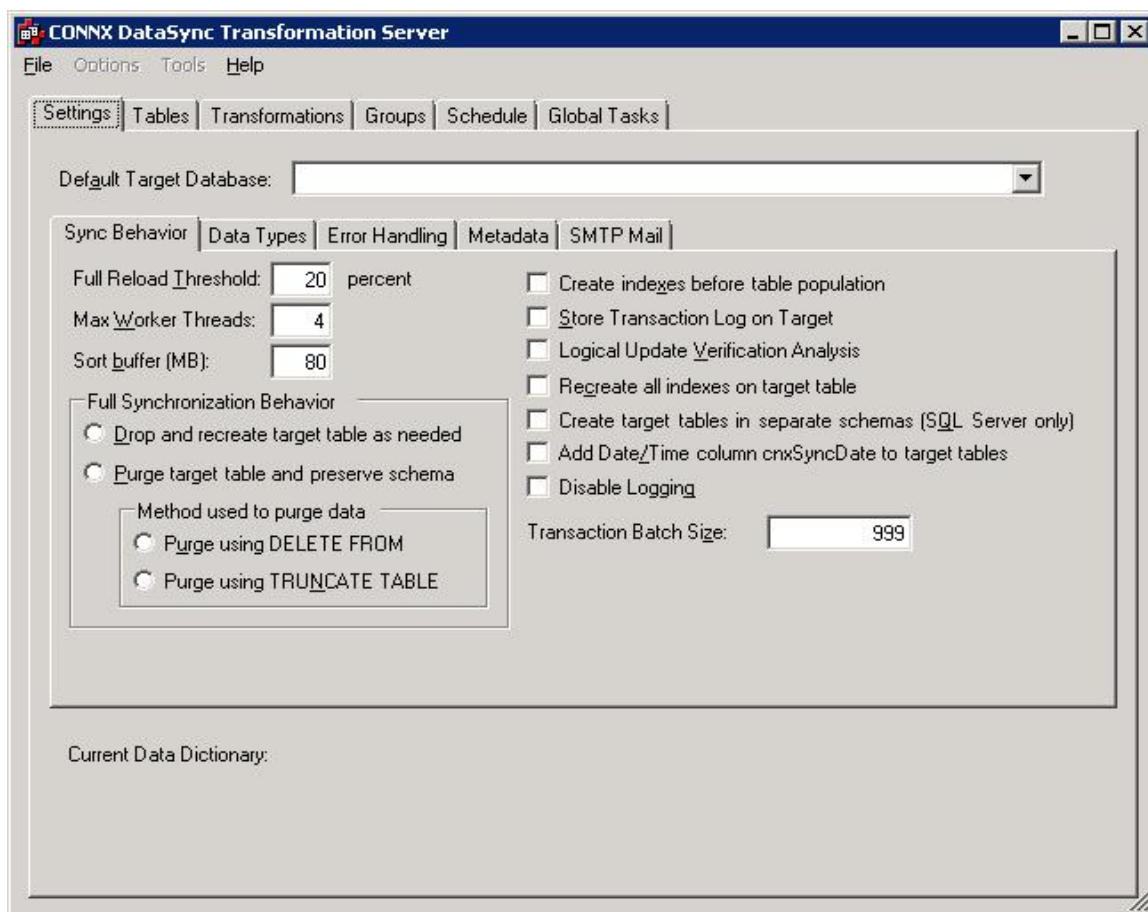 CONNX DataSync Transformation Server
File Options Tools Help
Settings Tables Transformations Groups Schedule Global Tasks
Default Target Database:
Sync Behavior Data Types Error Handling Metadata SMTP Mail
Full Reload Threshold: 20 percent
Max Worker Threads: 4
Sort buffer (MB): 80
Full Synchronization Behavior
Drop and recreate target table as needed
Purge target table and preserve schema
Method used to purge data
Purge using DELETE FROM
Purge using TRUNCATE TABLE
Create indexes before table population
Store Transaction Log on Target
Logical Update Verification Analysis
Recreate all indexes on target table
Create target tables in separate schemas (SQL Server only)
Add Date/Time column cnxSyncDate to target tables
Disable Logging
Transaction Batch Size: 999
Current Data Dictionary: